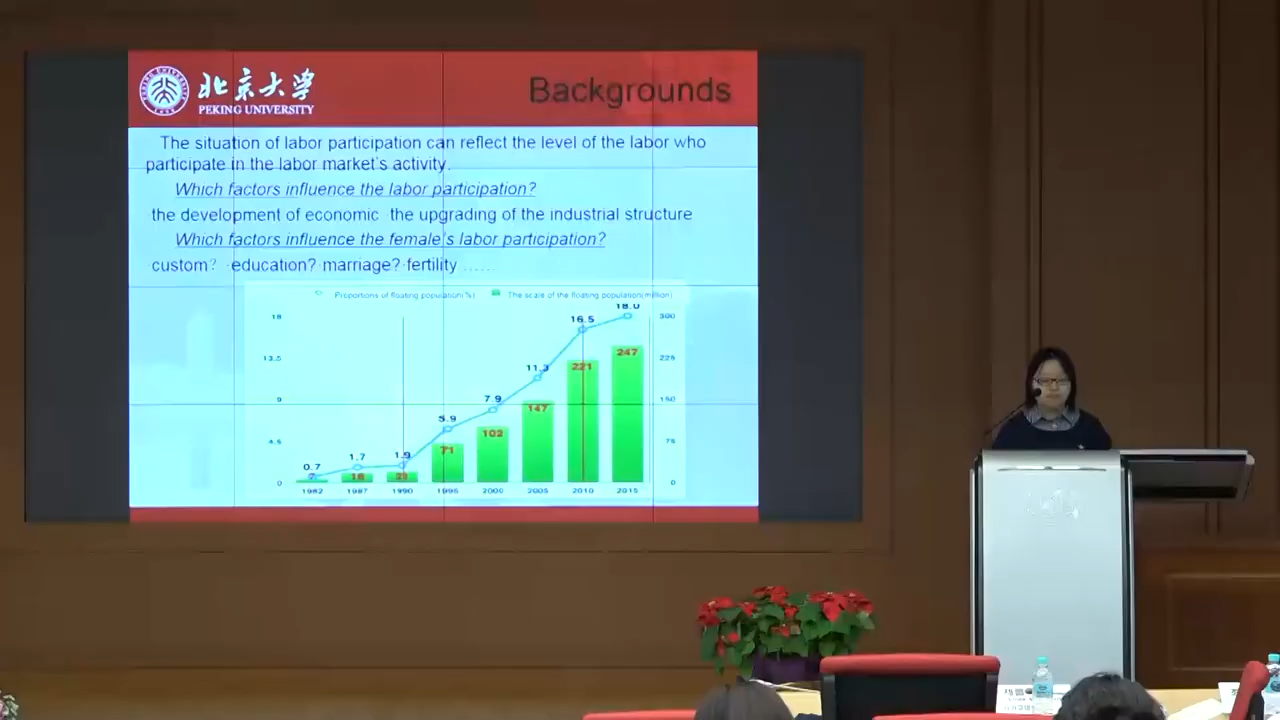 北京大学
PEKING UNIVERSITY
Backgrounds
The situation of labor participation can reflect the level of the labor who
participate in the labor market's activity.
Which factors influence the labor participation?
the development of economic the upgrading of the industrial structure
Which factors influence the female's labor participation?
custom? education? marriage? fertility ......
Proportions of floating population(%) The scale of the floating population(million)
18 13.5 9 4.5 0
300 225 150 75 0
0.7 1.7 1.9 5.9 7.9 11.3 16.5 18.0
7 18 21 71 102 147 221 247
1982 1987 1990 1995 2000 2005 2010 2015